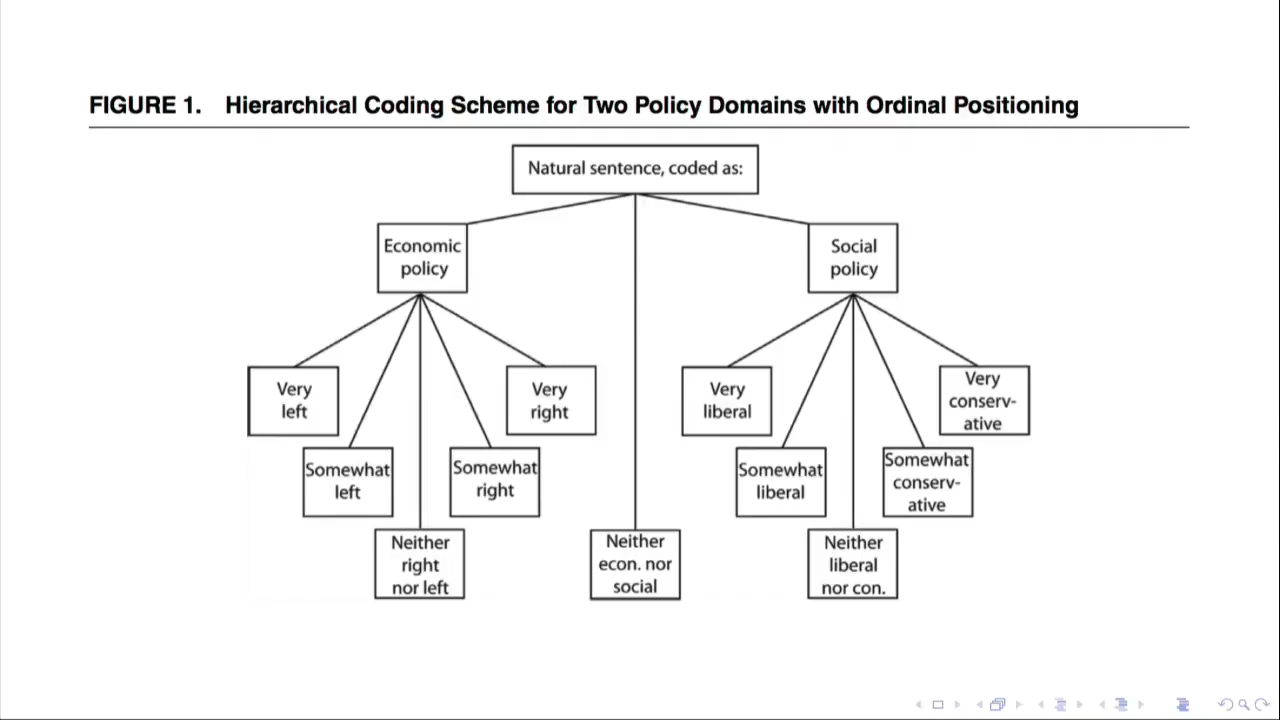 FIGURE 1. Hierarchical Coding Scheme for Two Policy Domains with Ordinal Positioning
Natural sentence, coded as:
Economic
policy
Social
policy
Very
left
Somewhat
left
Neither
right
nor left
Somewhat
right
Very
right
Neither
econ. nor
social
Very
liberal
Somewhat
liberal
Neither
liberal
nor con.
Somewhat
conserv-
ative
Very
conserv-
ative